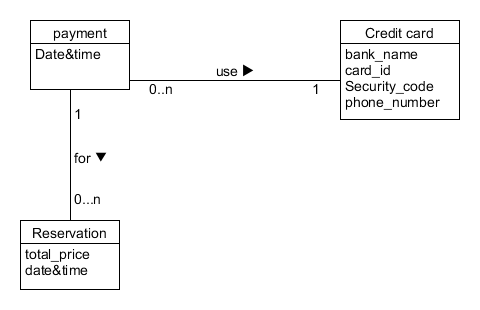 payment
Date&time
Credit card
bank_name
card_id
Security_code
phone_number
use ▶
0..n
1
1
for ▼
0...n
Reservation
total_price
date&time